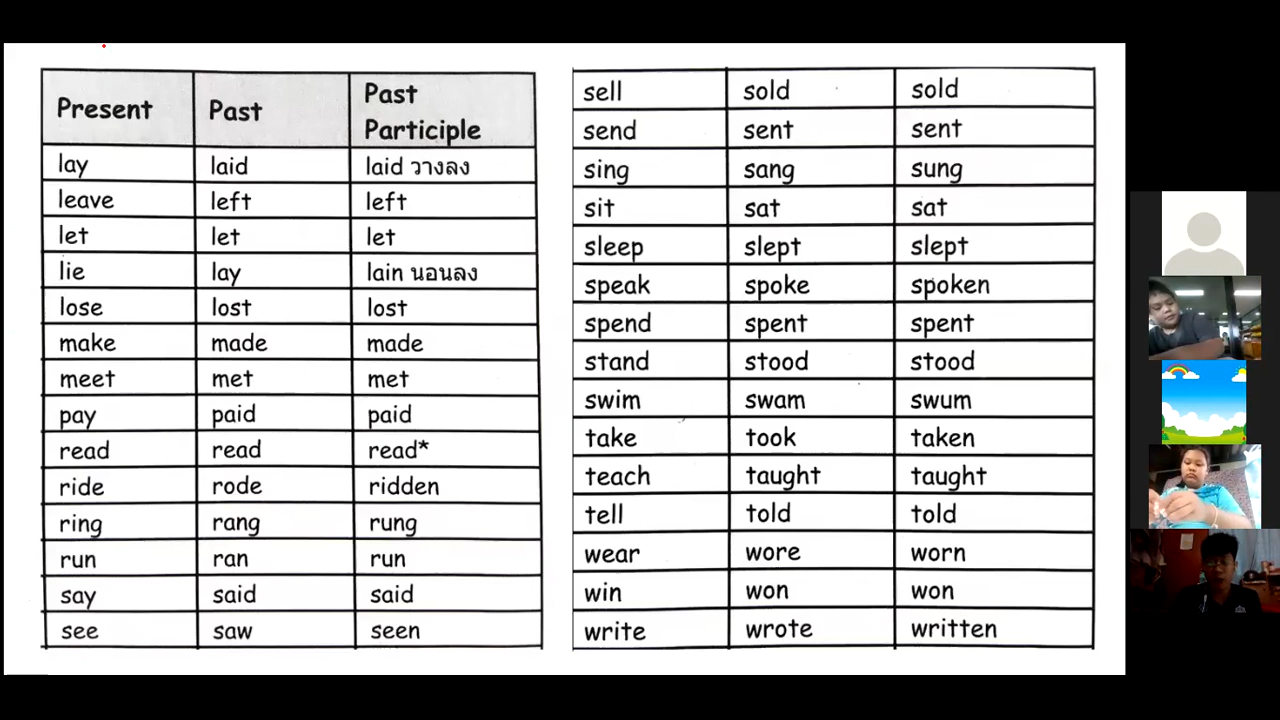 Present Past Past Participle
lay laid laid วางลง
leave left left
let let let
lie lay lain นอนลง
lose lost lost
make made made
meet met met
pay paid paid
read read read*
ride rode ridden
ring rang rung
run ran run
say said said
see saw seen
sell sold sold
send sent sent
sing sang sung
sit sat sat
sleep slept slept
speak spoke spoken
spend spent spent
stand stood stood
swim swam swum
take took taken
teach taught taught
tell told told
wear wore worn
win won won
write wrote written